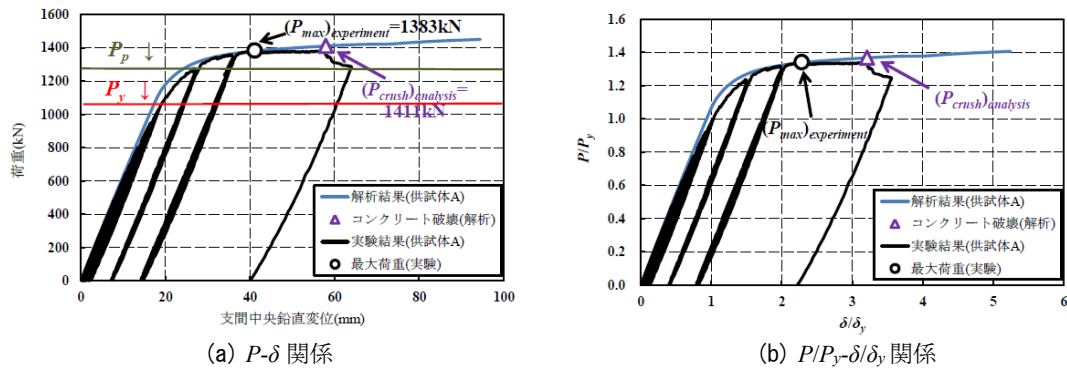 1600
1400
1200
1000
800
600
400
200
0
荷重(kN)
0 20 40 60 80 100
支間中央鉛直変位(mm)
(Pmax)experiment=1383kN
Pp ↓
Py ↓
(Pcrush)analysis=
1411kN
解析結果(供試体A)
コンクリート破壊(解析)
実験結果(供試体A)
最大荷重(実験)
(a) P-δ 関係
1.6
1.4
1.2
1.0
0.8
0.6
0.4
0.2
0.0
P/Py
0 1 2 3 4 5 6
δ/δy
(Pcrush)analysis
(Pmax)experiment
解析結果(供試体A)
コンクリート破壊(解析)
実験結果(供試体A)
最大荷重(実験)
(b) P/Py-δ/δy 関係